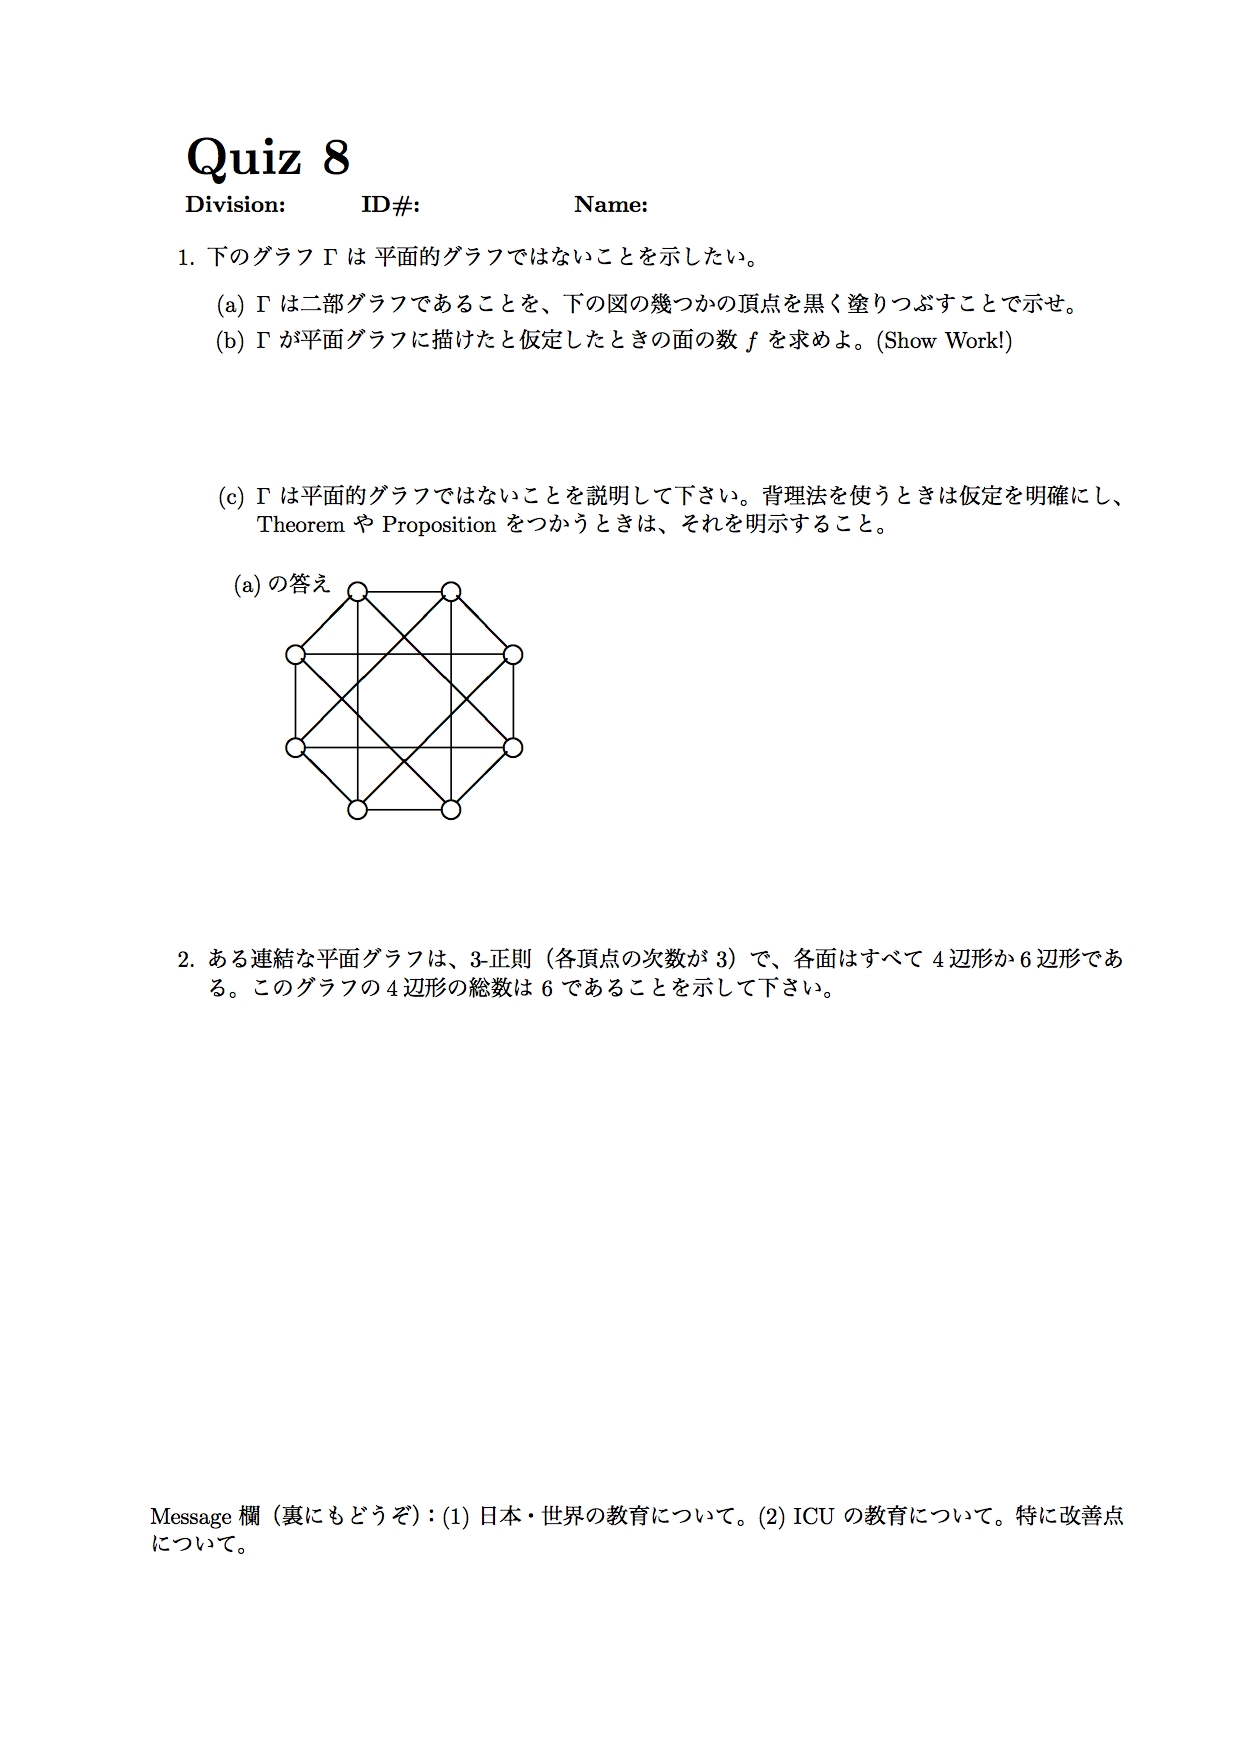 Quiz 8
Division: ID#: Name:
1. 下のグラフ Γ は 平面的グラフではないことを示したい。
(a) Γ は二部グラフであることを、下の図の幾つかの頂点を黒く塗りつぶすことで示せ。
(b) Γ が平面グラフに描けたと仮定したときの面の数 f を求めよ。(Show Work!)
(c) Γ は平面的グラフではないことを説明して下さい。背理法を使うときは仮定を明確にし、
Theorem や Proposition をつかうときは、それを明示すること。
(a) の答え
2. ある連結な平面グラフは、3-正則（各頂点の次数が 3）で、各面はすべて 4 辺形か 6 辺形であ
る。このグラフの 4 辺形の総数は 6 であることを示して下さい。
Message 欄（裏にもどうぞ）：(1) 日本・世界の教育について。(2) ICU の教育について。特に改善点
について。